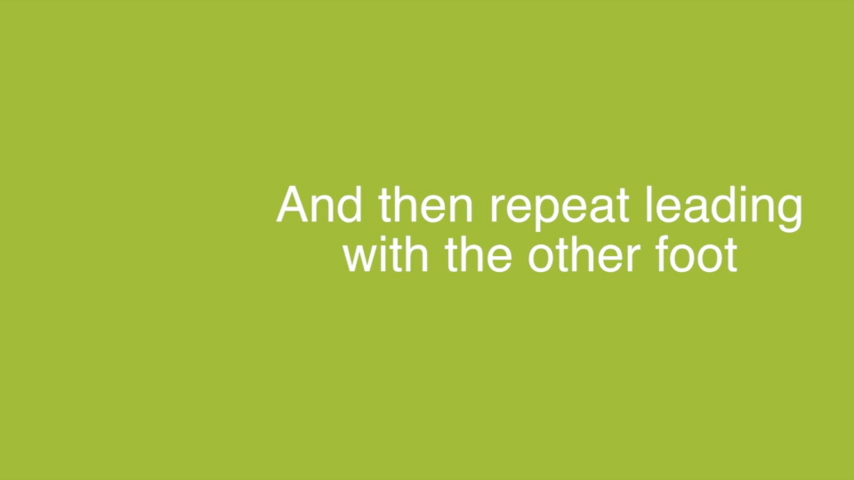 And then repeat leading
with the other foot